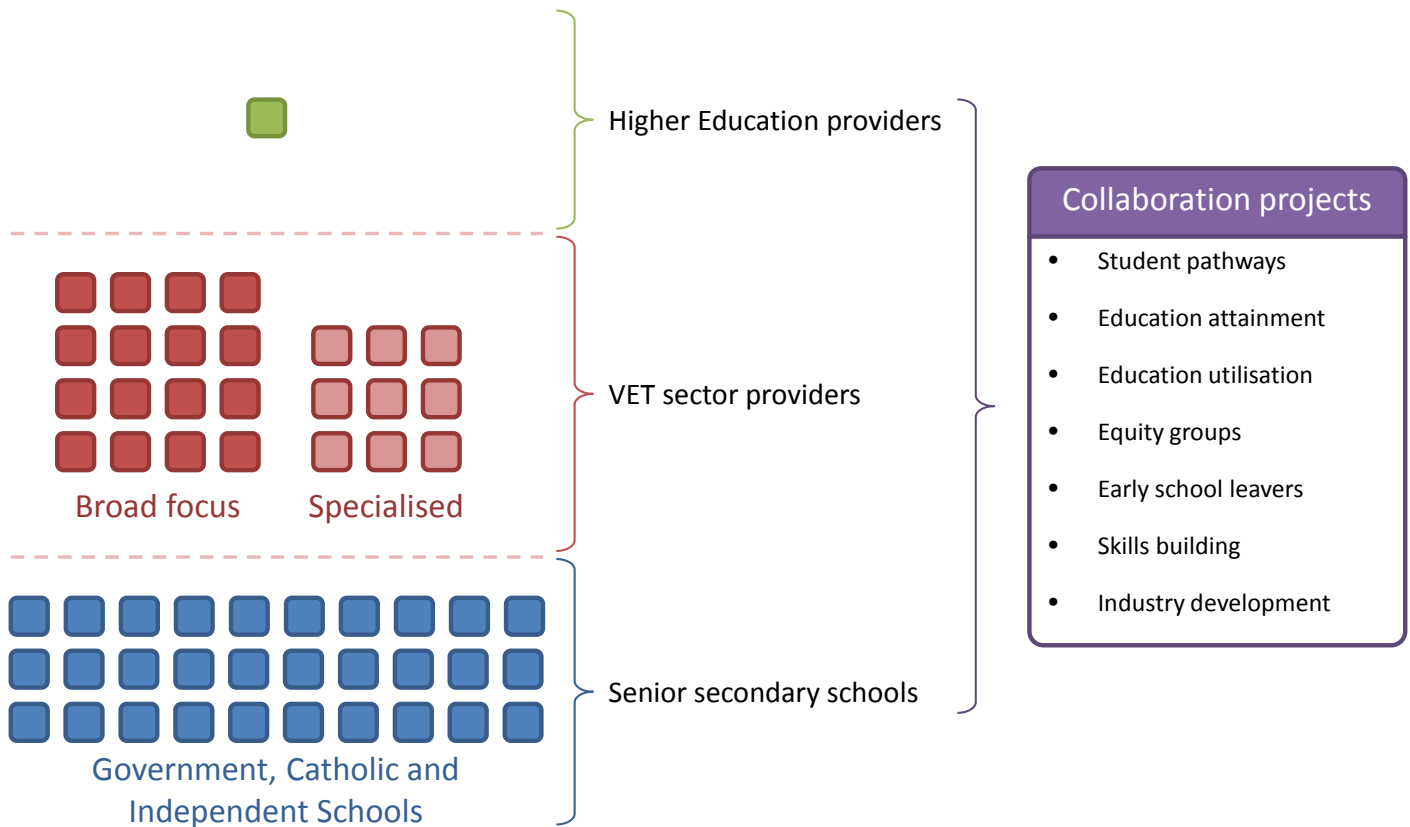 Higher Education providers
Broad focus
Specialised
VET sector providers
Government, Catholic and
Independent Schools
Senior secondary schools
Collaboration projects
• Student pathways
• Education attainment
• Education utilisation
• Equity groups
• Early school leavers
• Skills building
• Industry development